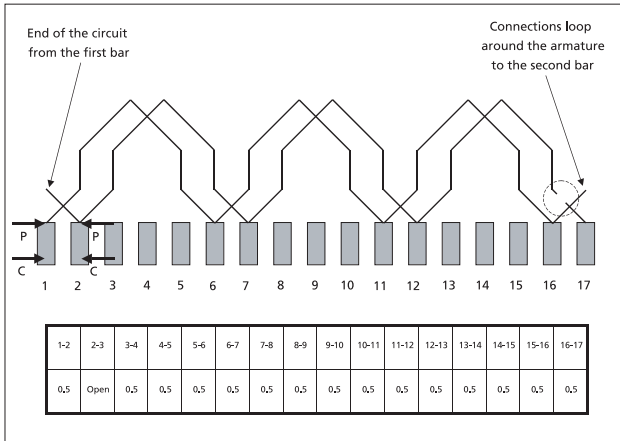 End of the circuit
from the first bar
Connections loop
around the armature
to the second bar
P P
C C
1 2 3 4 5 6 7 8 9 10 11 12 13 14 15 16 17
1-2 2-3 3-4 4-5 5-6 6-7 7-8 8-9 9-10 10-11 11-12 12-13 13-14 14-15 15-16 16-17
0.5 Open 0.5 0.5 0.5 0.5 0.5 0.5 0.5 0.5 0.5 0.5 0.5 0.5 0.5 0.5